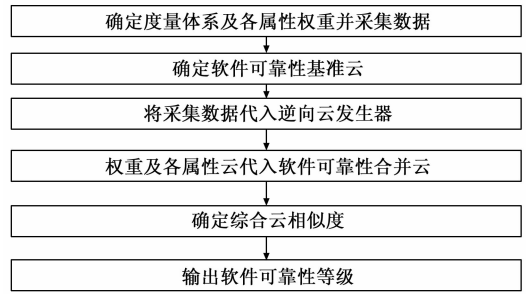 确定度量体系及各属性权重并采集数据
确定软件可靠性基准云
将采集数据代入逆向云发生器
权重及各属性云代入软件可靠性合并云
确定综合云相似度
输出软件可靠性等级